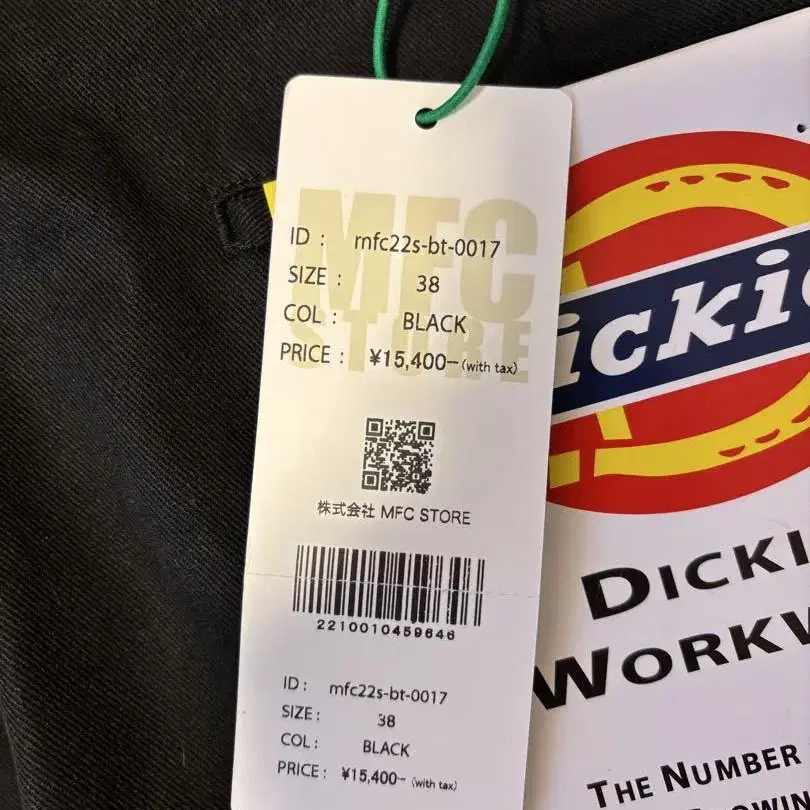 MFC
STORE
ID : mfc22s-bt-0017
SIZE : 38
COL : BLACK
PRICE : ¥15,400-(with tax)
株式会社 MFC STORE
2210010459646
ID : mfc22s-bt-0017
SIZE : 38
COL : BLACK
PRICE : ¥15,400- (with tax)
ickie
DICKI
WORKW
THE NUMBER